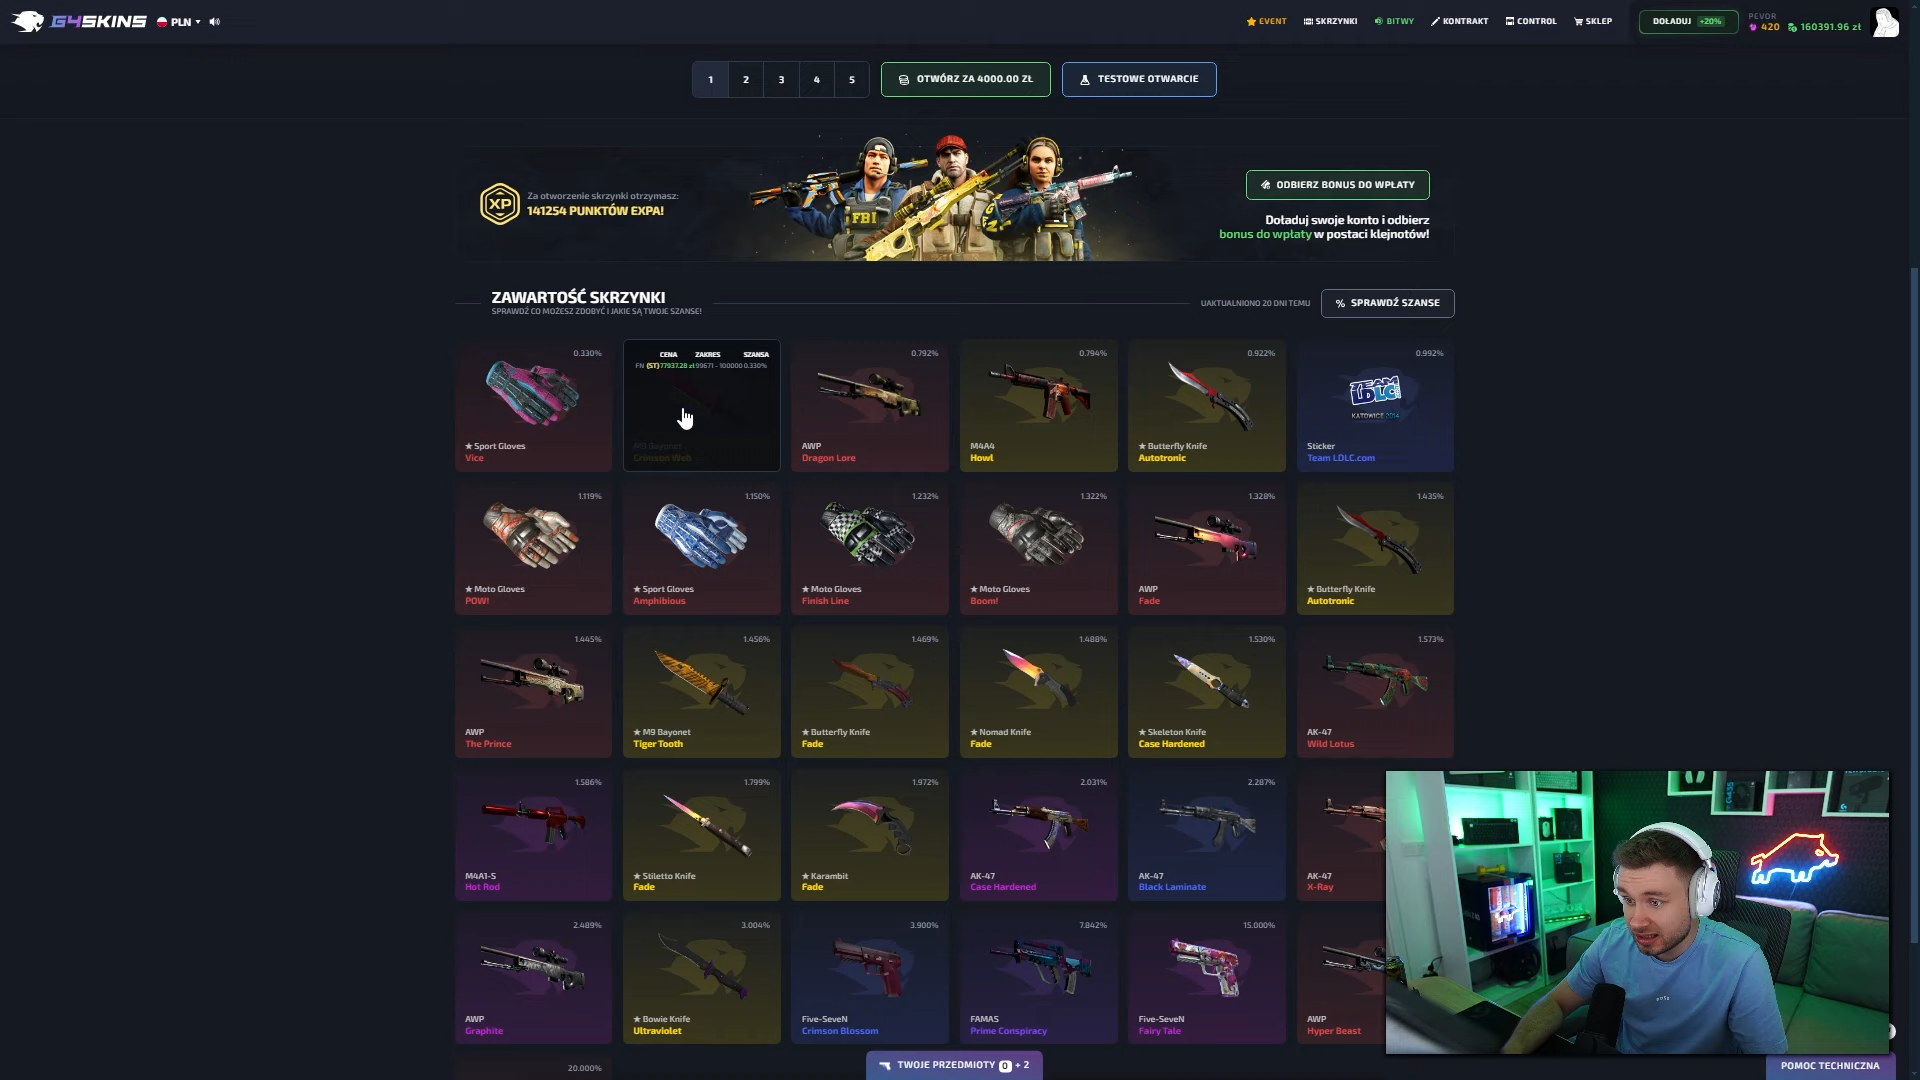 G4SKINS
PLN
EVENT
SKRZYNKI
BITWY
KONTRAKT
CONTROL
SKLEP
DOŁADUJ +20%
PEVOR
420 160391.96 zł
1 2 3 4 5
OTWÓRZ ZA 4000.00 ZŁ
TESTOWE OTWARCIE
XP
Za otworzenie skrzynki otrzymasz:
141254 PUNKTÓW EXPA!
FBI
ODBIERZ BONUS DO WPŁATY
Doładuj swoje konto i odbierz
bonus do wpłaty w postaci klejnotów!
ZAWARTOŚĆ SKRZYNKI
SPRAWDŹ CO MOŻESZ ZDOBYĆ I JAKIE SĄ TWOJE SZANSE!
UAKTUALNIONO 20 DNI TEMU
% SPRAWDŹ SZANSE
0.330%
★ Sport Gloves
Vice
CENA ZAKRES SZANSA
FN (ST) 77937.28 zł 99671 - 100000 0.330%
M9 Bayonet
Crimson Web
0.792%
AWP
Dragon Lore
0.794%
M4A4
Howl
0.922%
★ Butterfly Knife
Autotronic
0.992%
TEAM
LDLC
KATOWICE 2014
Sticker
Team LDLC.com
1.119%
★ Moto Gloves
POW!
1.150%
★ Sport Gloves
Amphibious
1.232%
★ Moto Gloves
Finish Line
1.322%
★ Moto Gloves
Boom!
1.328%
AWP
Fade
1.435%
★ Butterfly Knife
Autotronic
1.445%
AWP
The Prince
1.456%
★ M9 Bayonet
Tiger Tooth
1.469%
★ Butterfly Knife
Fade
1.488%
★ Nomad Knife
Fade
1.530%
★ Skeleton Knife
Case Hardened
1.573%
AK-47
Wild Lotus
1.586%
M4A1-S
Hot Rod
1.799%
★ Stiletto Knife
Fade
1.972%
★ Karambit
Fade
2.031%
AK-47
Case Hardened
2.287%
AK-47
Black Laminate
AK-47
X-Ray
2.489%
AWP
Graphite
3.004%
★ Bowie Knife
Ultraviolet
3.900%
Five-SeveN
Crimson Blossom
7.842%
FAMAS
Prime Conspiracy
15.000%
Five-SeveN
Fairy Tale
AWP
Hyper Beast
20.000%
TWOJE PRZEDMIOTY 0 + 2
POMOC TECHNICZNA